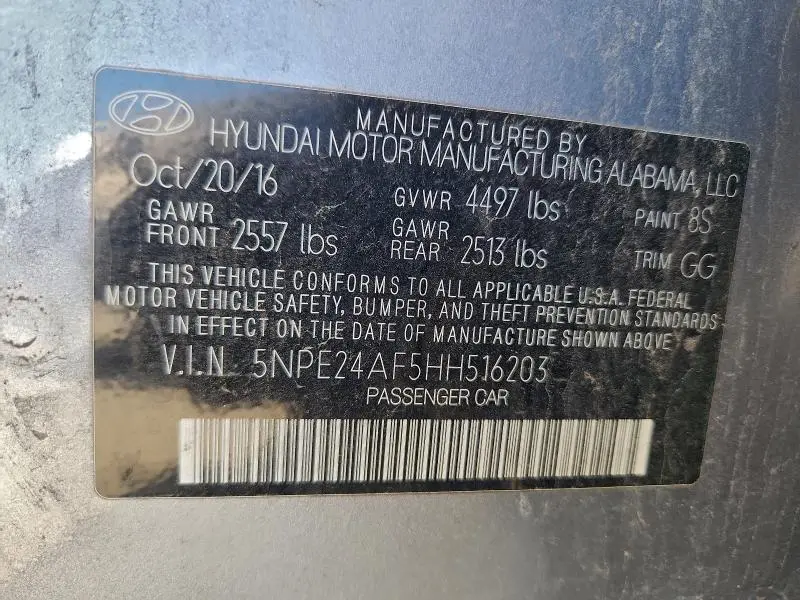 MANUFACTURED BY
HYUNDAI MOTOR MANUFACTURING ALABAMA, LLC
Oct/20/16 GVWR 4497 lbs PAINT 8S
GAWR FRONT 2557 lbs GAWR REAR 2513 lbs TRIM GG
THIS VEHICLE CONFORMS TO ALL APPLICABLE U.S.A. FEDERAL
MOTOR VEHICLE SAFETY, BUMPER, AND THEFT PREVENTION STANDARDS
IN EFFECT ON THE DATE OF MANUFACTURE SHOWN ABOVE
V.I.N 5NPE24AF5HH516203
PASSENGER CAR